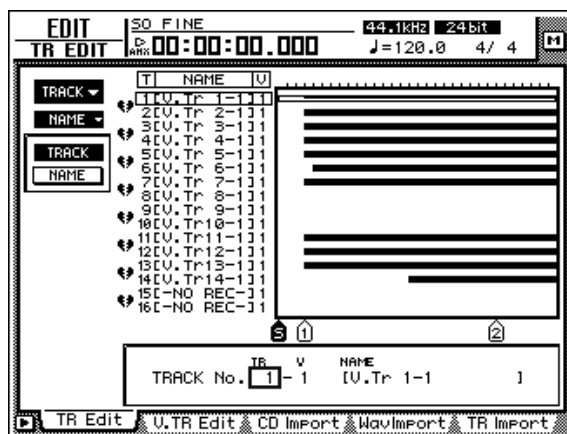 EDIT
TR EDIT
SO FINE
ABS 00:00:00.000
44.1kHz 24bit
♩=120.0 4/ 4
M
TRACK
NAME
TRACK
NAME
T NAME V
1[V.Tr 1-1]1
2[V.Tr 2-1]1
3[V.Tr 3-1]1
4[V.Tr 4-1]1
5[V.Tr 5-1]1
6[V.Tr 6-1]1
7[V.Tr 7-1]1
8[V.Tr 8-1]1
9[V.Tr 9-1]1
10[V.Tr10-1]1
11[V.Tr11-1]1
12[V.Tr12-1]1
13[V.Tr13-1]1
14[V.Tr14-1]1
15[-NO REC-]1
16[-NO REC-]1
S 1 2
TR V NAME
TRACK No. 1- 1 [V.Tr 1-1 ]
TR Edit V.TR Edit CD Import WavImport TR Import